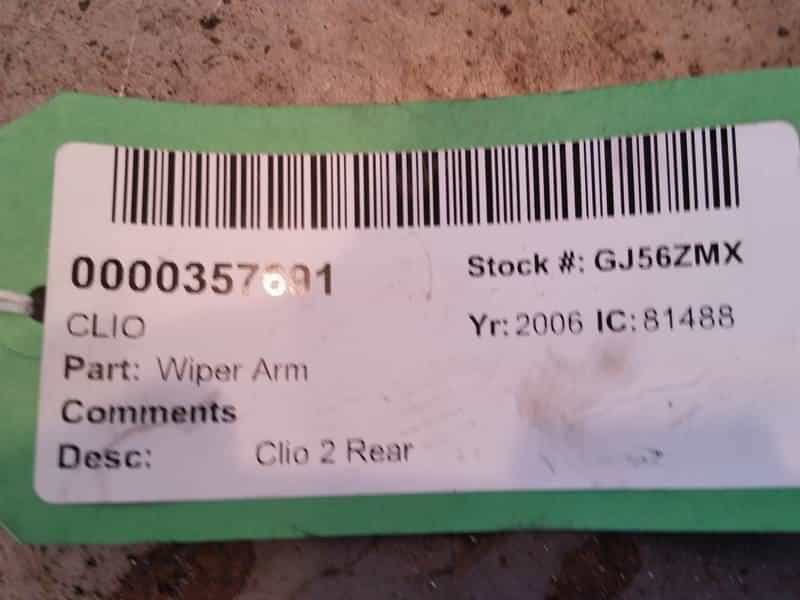 Stock #: GJ56ZMX
CLIO
Yr: 2006 IC: 81488
Part: Wiper Arm
Comments
Desc: Clio 2 Rear